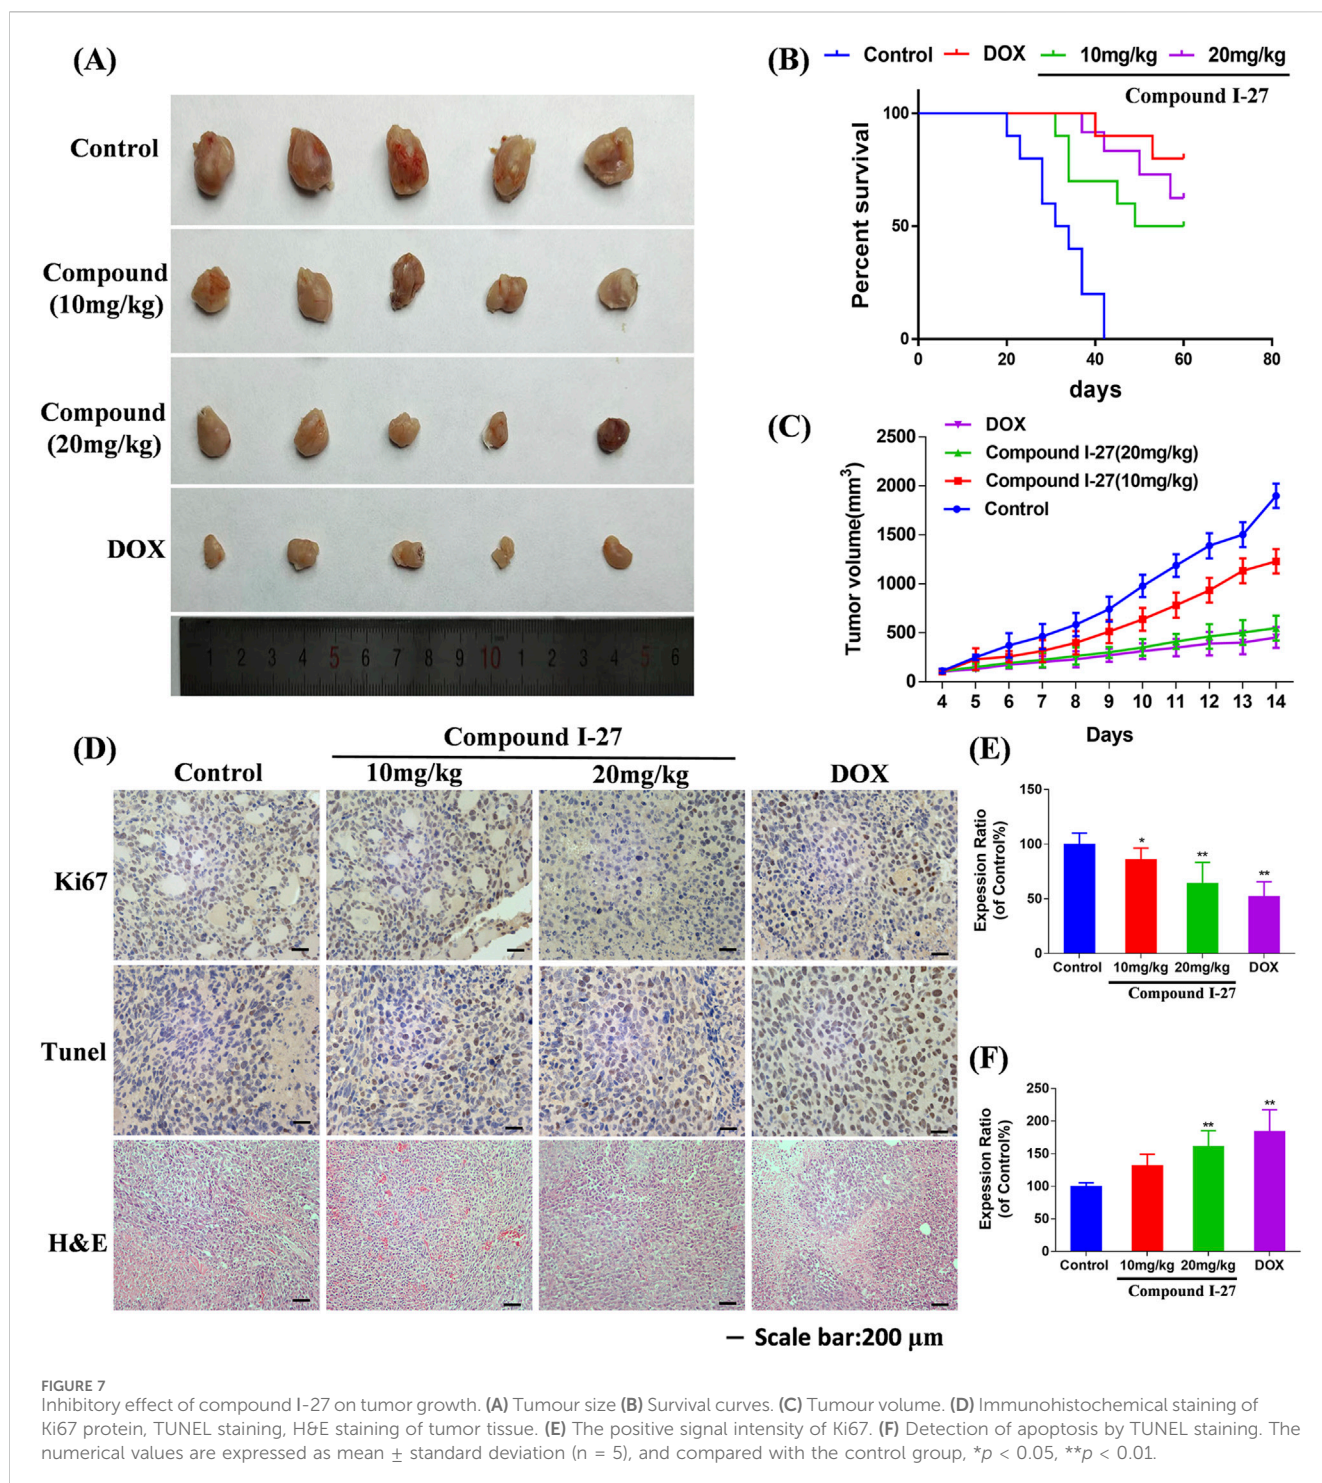 (A)
Control
Compound
(10mg/kg)
Compound
(20mg/kg)
DOX
1 2 3 4 5 6 7 8 9 10 1 2 3 4 5 6
(B)
Control DOX 10mg/kg 20mg/kg
Compound I-27
Percent survival
100
50
0
0 20 40 60 80
days
(C)
DOX
Compound I-27(20mg/kg)
Compound I-27(10mg/kg)
Control
Tumor volume(mm³)
2500
2000
1500
1000
500
0
4 5 6 7 8 9 10 11 12 13 14
Days
(D)
Compound I-27
Control 10mg/kg 20mg/kg DOX
Ki67
Tunel
H&E
— Scale bar:200 μm
(E)
Expession Ratio
(of Control%)
150
100
50
0
* ** **
Control 10mg/kg 20mg/kg DOX
Compound I-27
(F)
Expession Ratio
(of Control%)
250
200
150
100
50
0
** **
Control 10mg/kg 20mg/kg DOX
Compound I-27
FIGURE 7
Inhibitory effect of compound I-27 on tumor growth. (A) Tumour size (B) Survival curves. (C) Tumour volume. (D) Immunohistochemical staining of
Ki67 protein, TUNEL staining, H&E staining of tumor tissue. (E) The positive signal intensity of Ki67. (F) Detection of apoptosis by TUNEL staining. The
numerical values are expressed as mean ± standard deviation (n = 5), and compared with the control group, *p < 0.05, **p < 0.01.